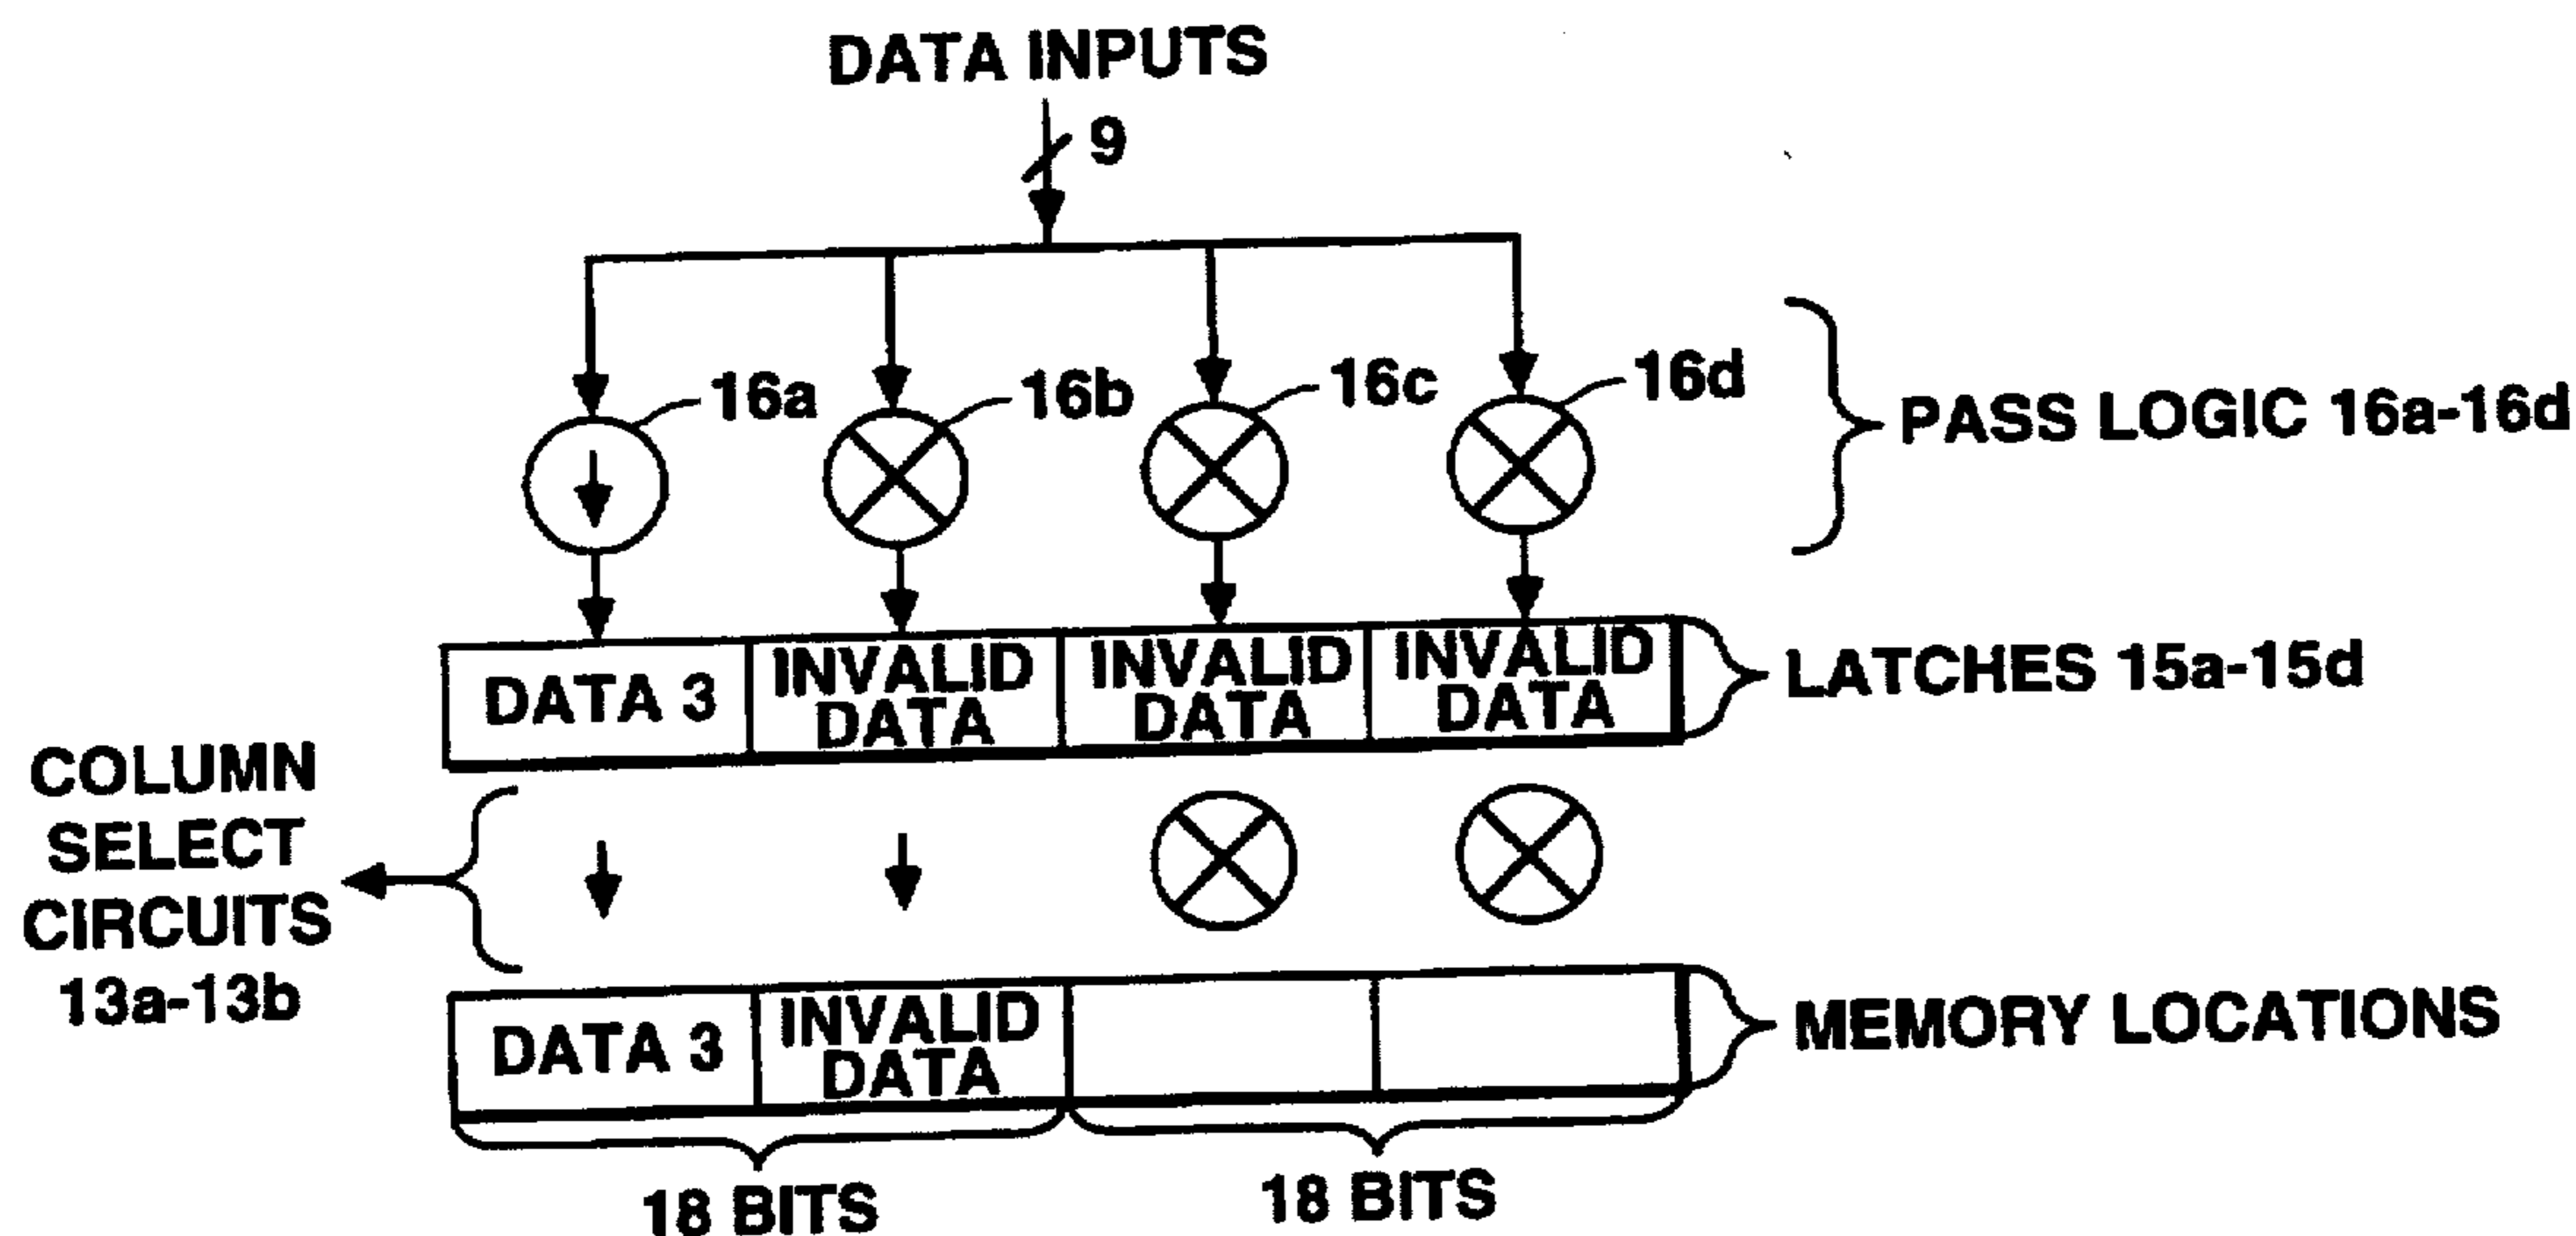 DATA INPUTS
9
16a
16b
16c
16d
PASS LOGIC 16a-16d
DATA 3
INVALID
DATA
INVALID
DATA
INVALID
DATA
LATCHES 15a-15d
COLUMN
SELECT
CIRCUITS
13a-13b
DATA 3
INVALID
DATA
MEMORY LOCATIONS
18 BITS
18 BITS